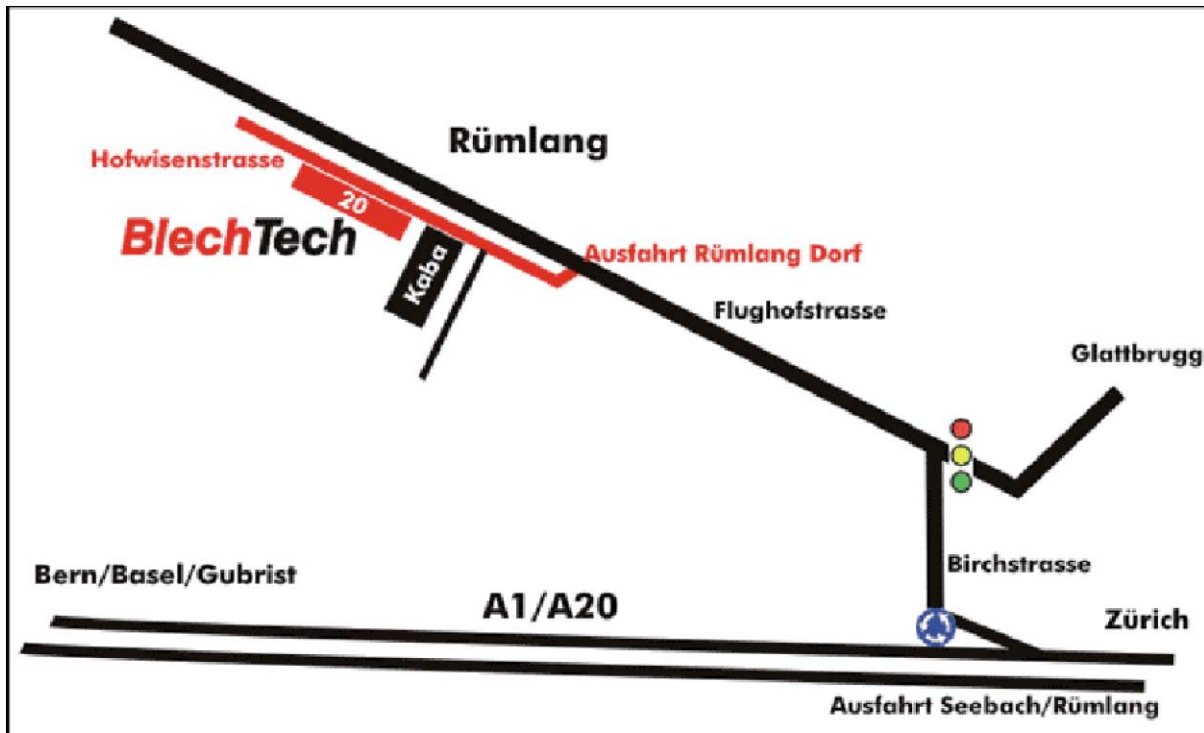 Rümlang
Hofwisenstrasse
20
BlechTech
Kaba
Ausfahrt Rümlang Dorf
Flughofstrasse
Glattbrugg
Birchstrasse
Bern/Basel/Gubrist
A1/A20
Zürich
Ausfahrt Seebach/Rümlang